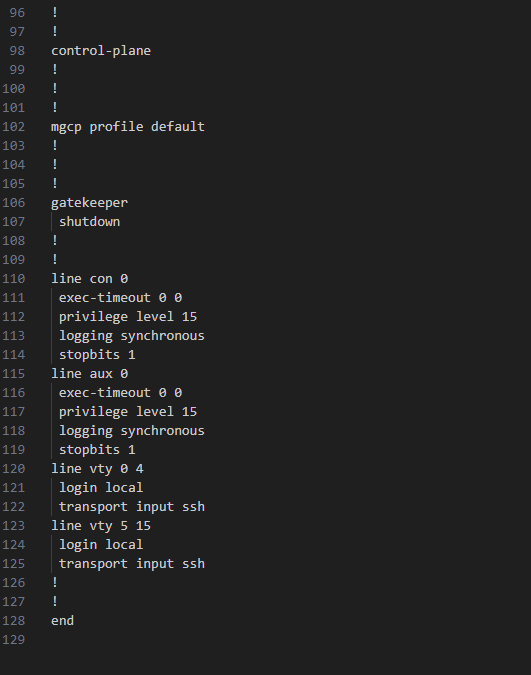 96 !
97 !
98 control-plane
99 !
100 !
101 !
102 mgcp profile default
103 !
104 !
105 !
106 gatekeeper
107  shutdown
108 !
109 !
110 line con 0
111  exec-timeout 0 0
112  privilege level 15
113  logging synchronous
114  stopbits 1
115 line aux 0
116  exec-timeout 0 0
117  privilege level 15
118  logging synchronous
119  stopbits 1
120 line vty 0 4
121  login local
122  transport input ssh
123 line vty 5 15
124  login local
125  transport input ssh
126 !
127 !
128 end
129